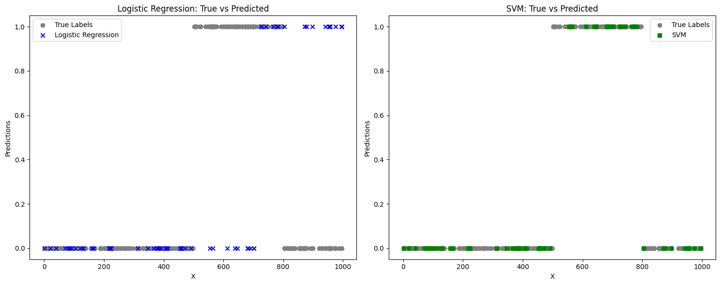 Logistic Regression: True vs Predicted
True Labels
Logistic Regression
Predictions
1.0
0.8
0.6
0.4
0.2
0.0
0 200 400 600 800 1000
X
SVM: True vs Predicted
True Labels
SVM
Predictions
1.0
0.8
0.6
0.4
0.2
0.0
0 200 400 600 800 1000
X